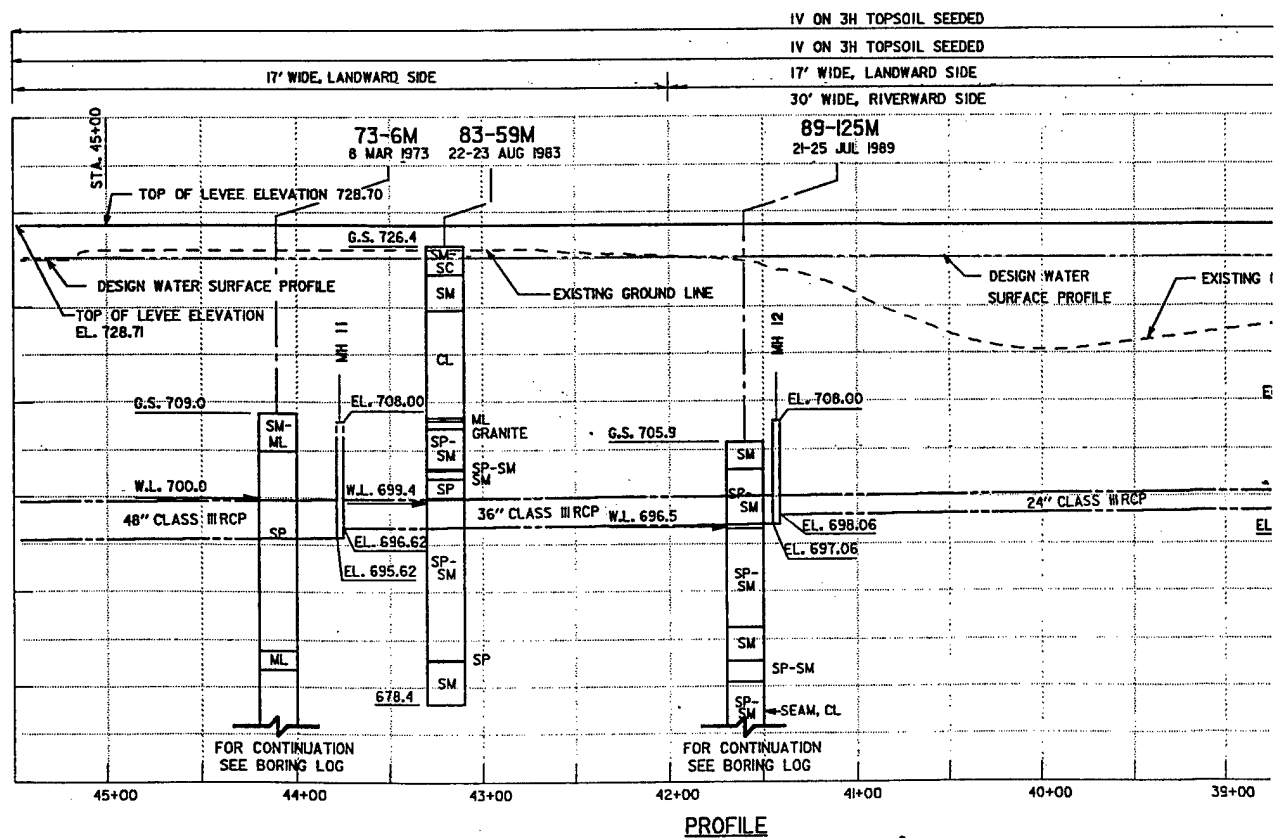 1V ON 3H TOPSOIL SEEDED
1V ON 3H TOPSOIL SEEDED
17' WIDE, LANDWARD SIDE
17' WIDE, LANDWARD SIDE
30' WIDE, RIVERWARD SIDE
STA. 45+00
73-6M
8 MAR 1973
83-59M
22-23 AUG 1983
89-125M
21-25 JUL 1989
TOP OF LEVEE ELEVATION 728.70
G.S. 726.4
SM-
SC
DESIGN WATER SURFACE PROFILE
EXISTING GROUND LINE
DESIGN WATER
SURFACE PROFILE
EXISTING
TOP OF LEVEE ELEVATION
EL. 728.71
SM
MH 11
MH 12
CL
G.S. 709.0
EL. 708.00
EL. 708.00
SM-
ML
ML
GRANITE
SP-
SM
G.S. 705.9
SM
SP-SM
SM
SP
W.L. 700.0
W.L. 699.4
SP-
SM
48" CLASS III RCP
36" CLASS III RCP
W.L. 696.5
24" CLASS III RCP
SP
EL. 696.62
EL. 695.62
EL. 698.06
EL. 697.06
EL
SP-
SM
SP-
SM
SM
ML
SP
SP-SM
SM
678.4
SP-
SM
SEAM, CL
FOR CONTINUATION
SEE BORING LOG
FOR CONTINUATION
SEE BORING LOG
45+00
44+00
43+00
42+00
41+00
40+00
39+00
PROFILE